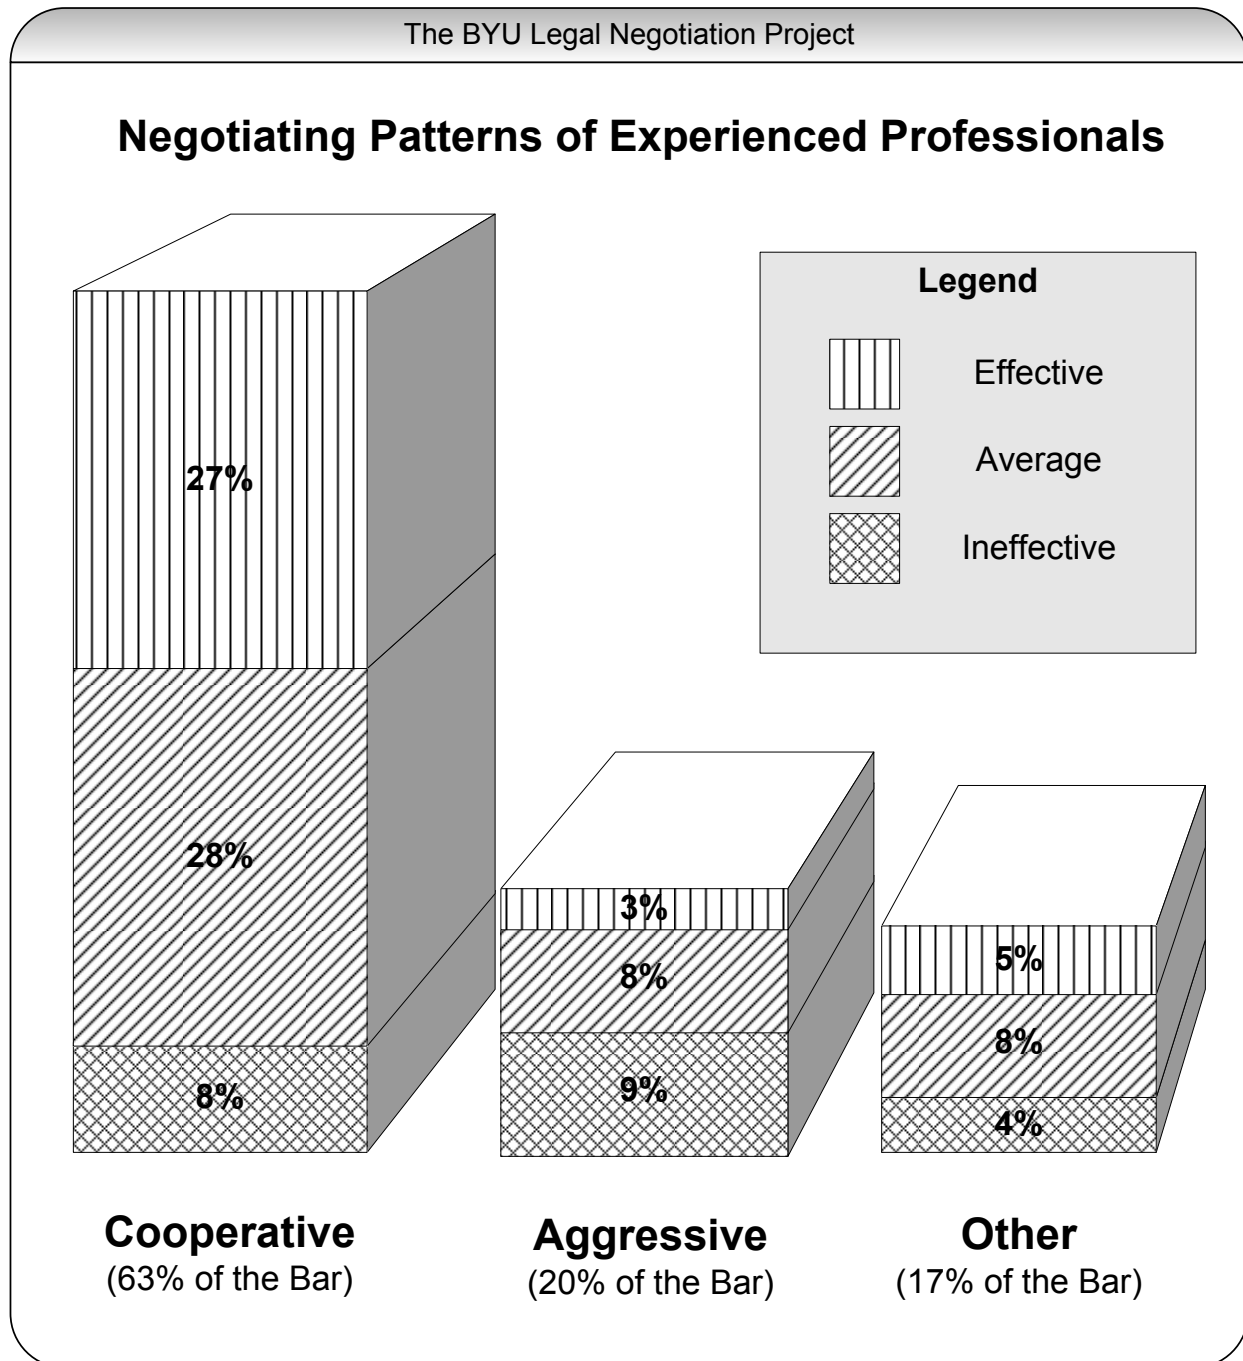 The BYU Legal Negotiation Project
Negotiating Patterns of Experienced Professionals
Legend
Effective
Average
Ineffective
27%
28%
8%
3%
8%
9%
5%
8%
4%
Cooperative
(63% of the Bar)
Aggressive
(20% of the Bar)
Other
(17% of the Bar)